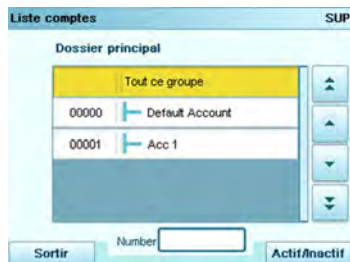 Liste comptes SUP
Dossier principal
Tout ce groupe
00000 Default Account
00001 Acc 1
Number
Sortir Actif/Inactif